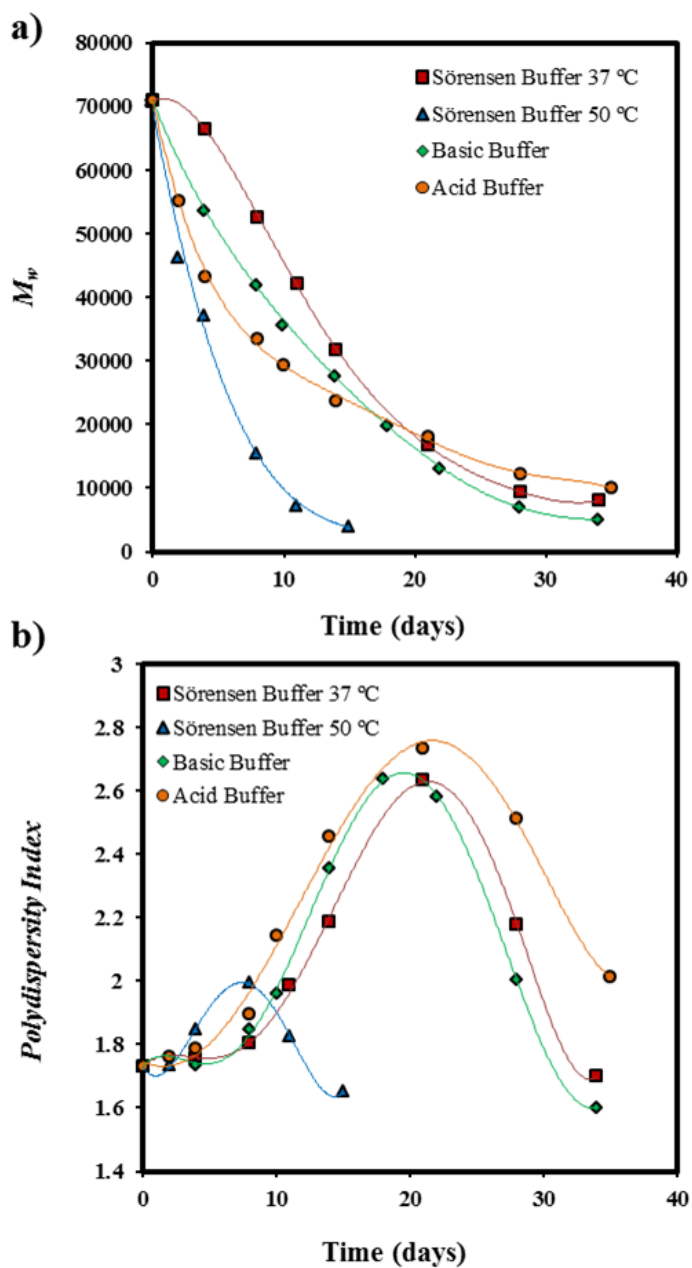 a)
80000
70000
60000
50000
40000
30000
20000
10000
0
Mw
Sörensen Buffer 37 ºC
Sörensen Buffer 50 ºC
Basic Buffer
Acid Buffer
0 10 20 30 40
Time (days)
b)
3
2.8
2.6
2.4
2.2
2
1.8
1.6
1.4
Polydispersity Index
Sörensen Buffer 37 ºC
Sörensen Buffer 50 ºC
Basic Buffer
Acid Buffer
0 10 20 30 40
Time (days)